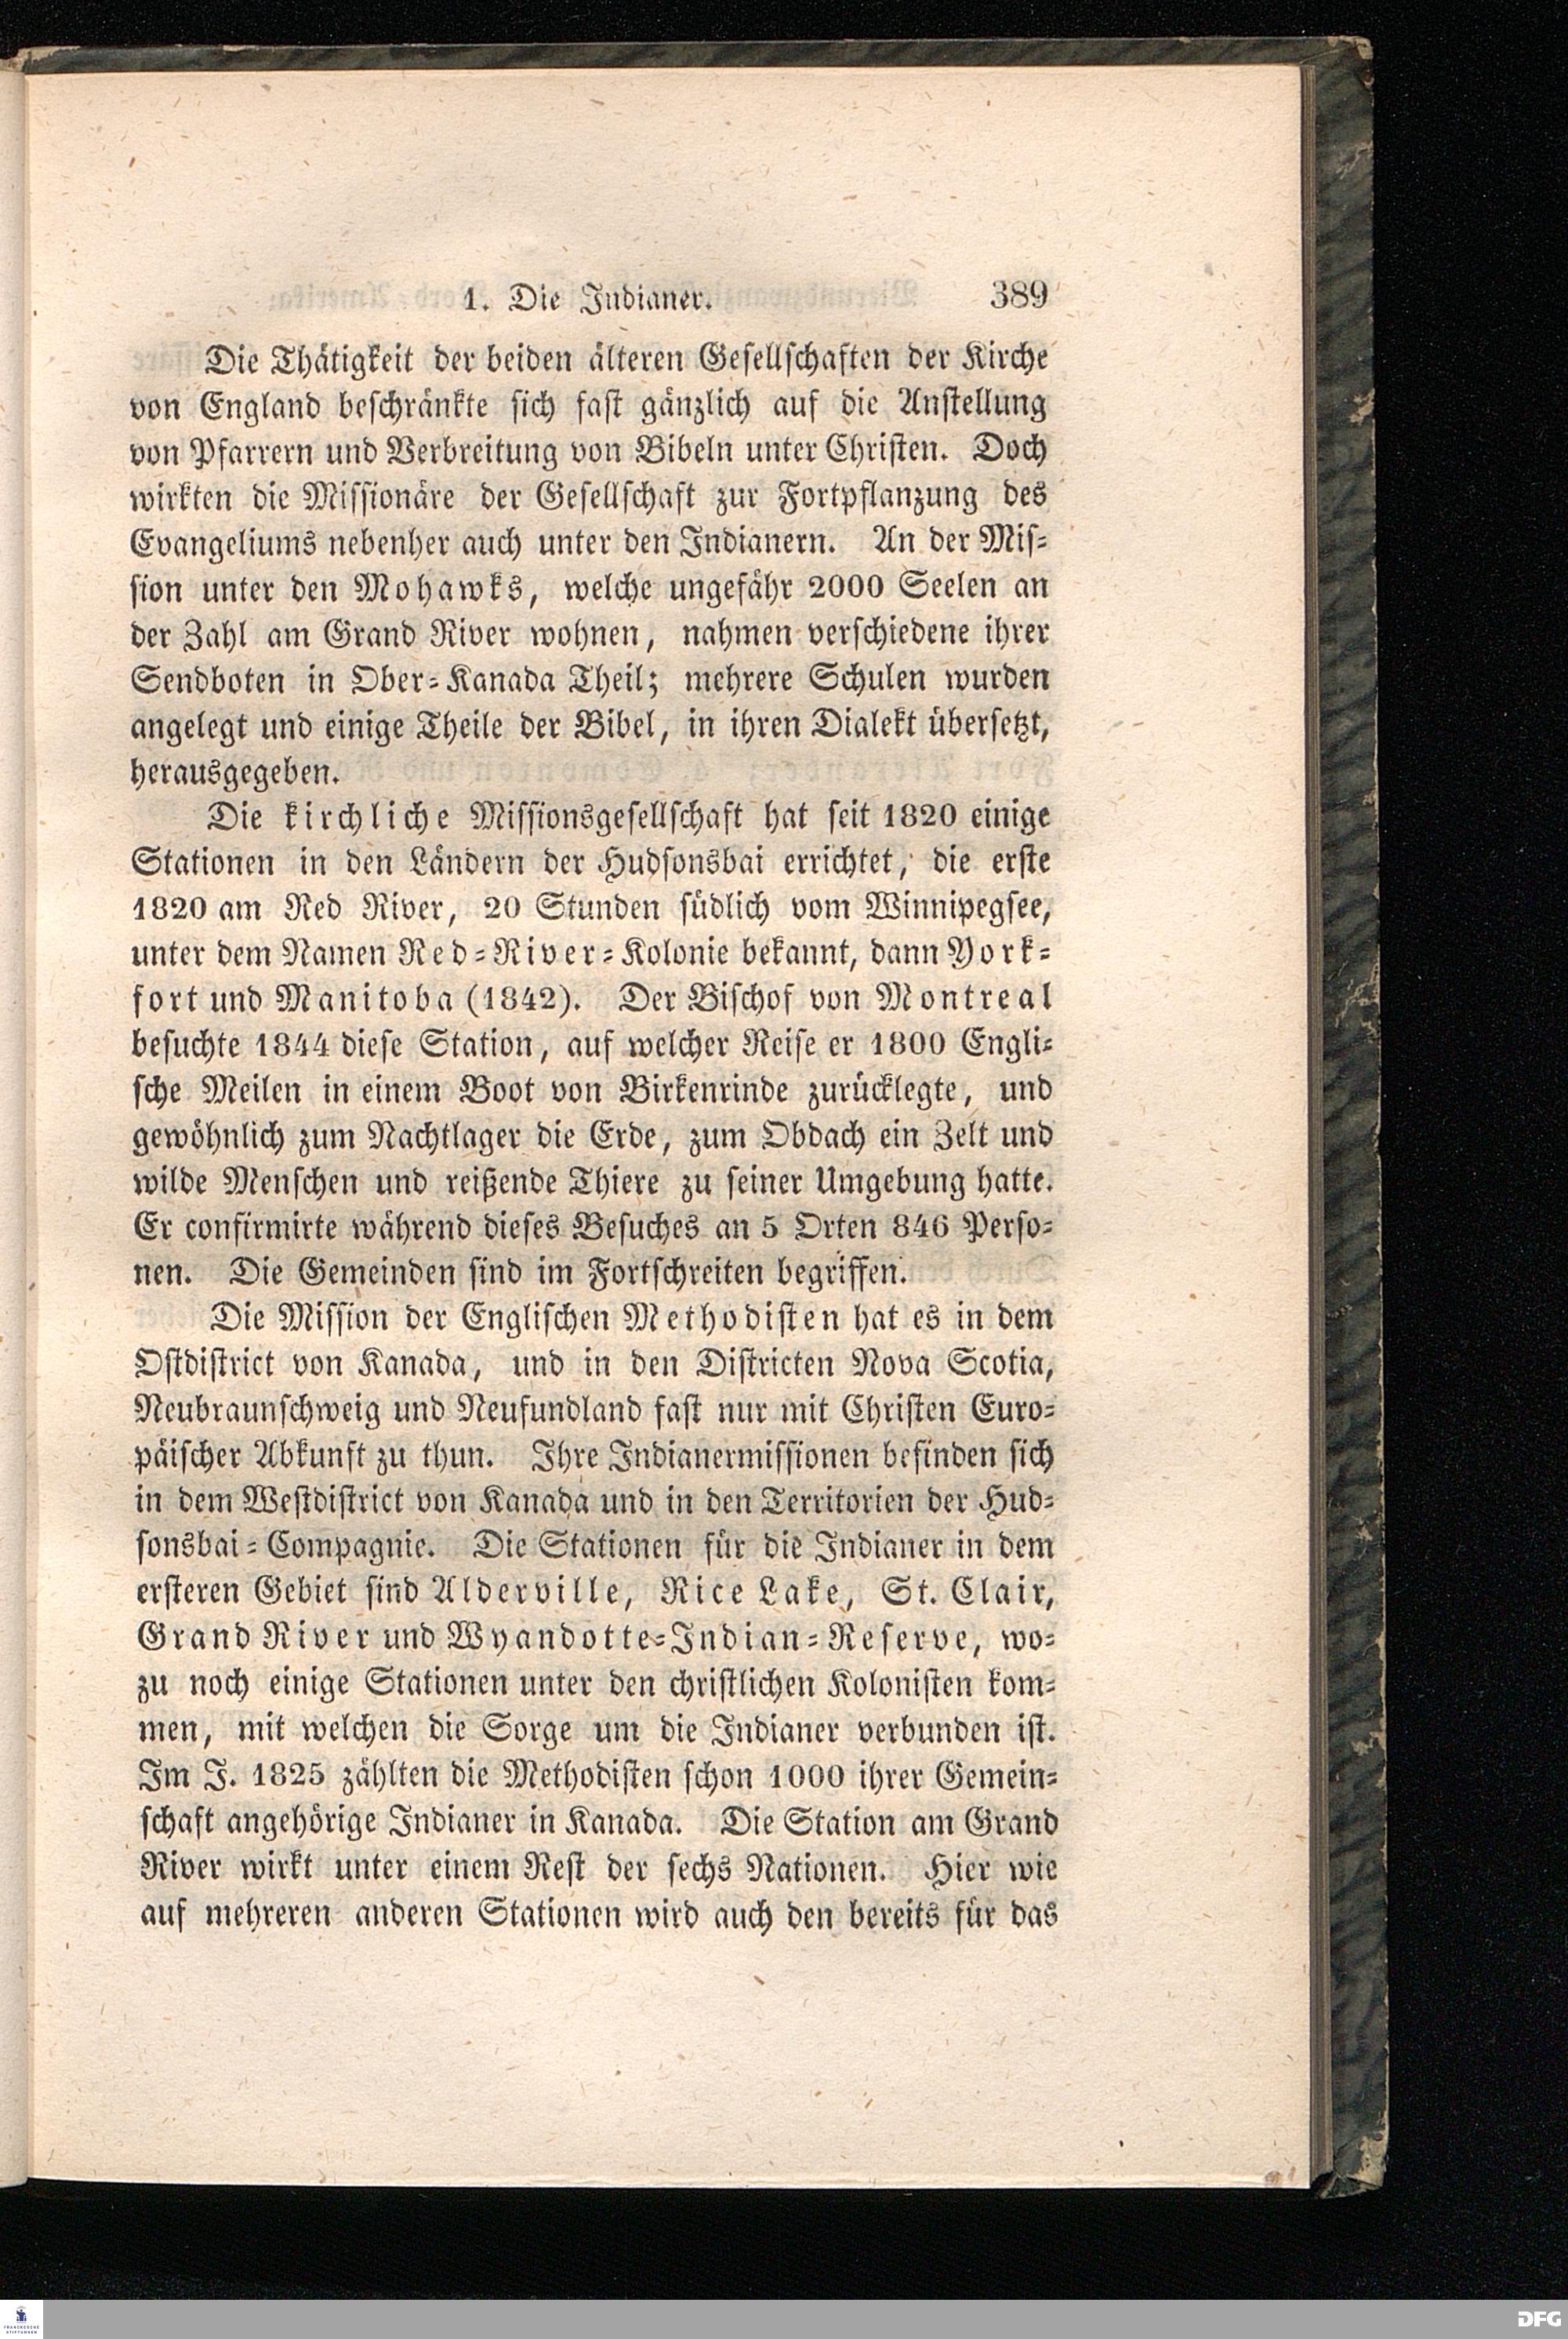 1. Die Indianer. 389
Die Thätigkeit der beiden älteren Gesellschaften der Kirche
von England beschränkte sich fast gänzlich auf die Anstellung
von Pfarrern und Verbreitung von Bibeln unter Christen. Doch
wirkten die Missionäre der Gesellschaft zur Fortpflanzung des
Evangeliums nebenher auch unter den Indianern. An der Mis-
sion unter den Mohawks, welche ungefähr 2000 Seelen an
der Zahl am Grand River wohnen, nahmen verschiedene ihrer
Sendboten in Ober-Kanada Theil; mehrere Schulen wurden
angelegt und einige Theile der Bibel, in ihren Dialekt übersetzt,
herausgegeben.
Die kirchliche Missionsgesellschaft hat seit 1820 einige
Stationen in den Ländern der Hudsonsbai errichtet, die erste
1820 am Red River, 20 Stunden südlich vom Winnipegsee,
unter dem Namen Red-River-Kolonie bekannt, dann York-
fort und Manitoba (1842). Der Bischof von Montreal
besuchte 1844 diese Station, auf welcher Reise er 1800 Engli-
sche Meilen in einem Boot von Birkenrinde zurücklegte, und
gewöhnlich zum Nachtlager die Erde, zum Obdach ein Zelt und
wilde Menschen und reißende Thiere zu seiner Umgebung hatte.
Er confirmirte während dieses Besuches an 5 Orten 846 Perso-
nen. Die Gemeinden sind im Fortschreiten begriffen.
Die Mission der Englischen Methodisten hat es in dem
Ostdistrict von Kanada, und in den Districten Nova Scotia,
Neubraunschweig und Neufundland fast nur mit Christen Euro-
päischer Abkunft zu thun. Ihre Indianermissionen befinden sich
in dem Westdistrict von Kanada und in den Territorien der Hud-
sonsbai-Compagnie. Die Stationen für die Indianer in dem
ersteren Gebiet sind Alderville, Rice Lake, St. Clair,
Grand River und Wyandotte-Indian-Reserve, wo-
zu noch einige Stationen unter den christlichen Kolonisten kom-
men, mit welchen die Sorge um die Indianer verbunden ist.
Im J. 1825 zählten die Methodisten schon 1000 ihrer Gemein-
schaft angehörige Indianer in Kanada. Die Station am Grand
River wirkt unter einem Rest der sechs Nationen. Hier wie
auf mehreren anderen Stationen wird auch den bereits für das
FRANCKESCHE
STIFTUNGEN
DFG